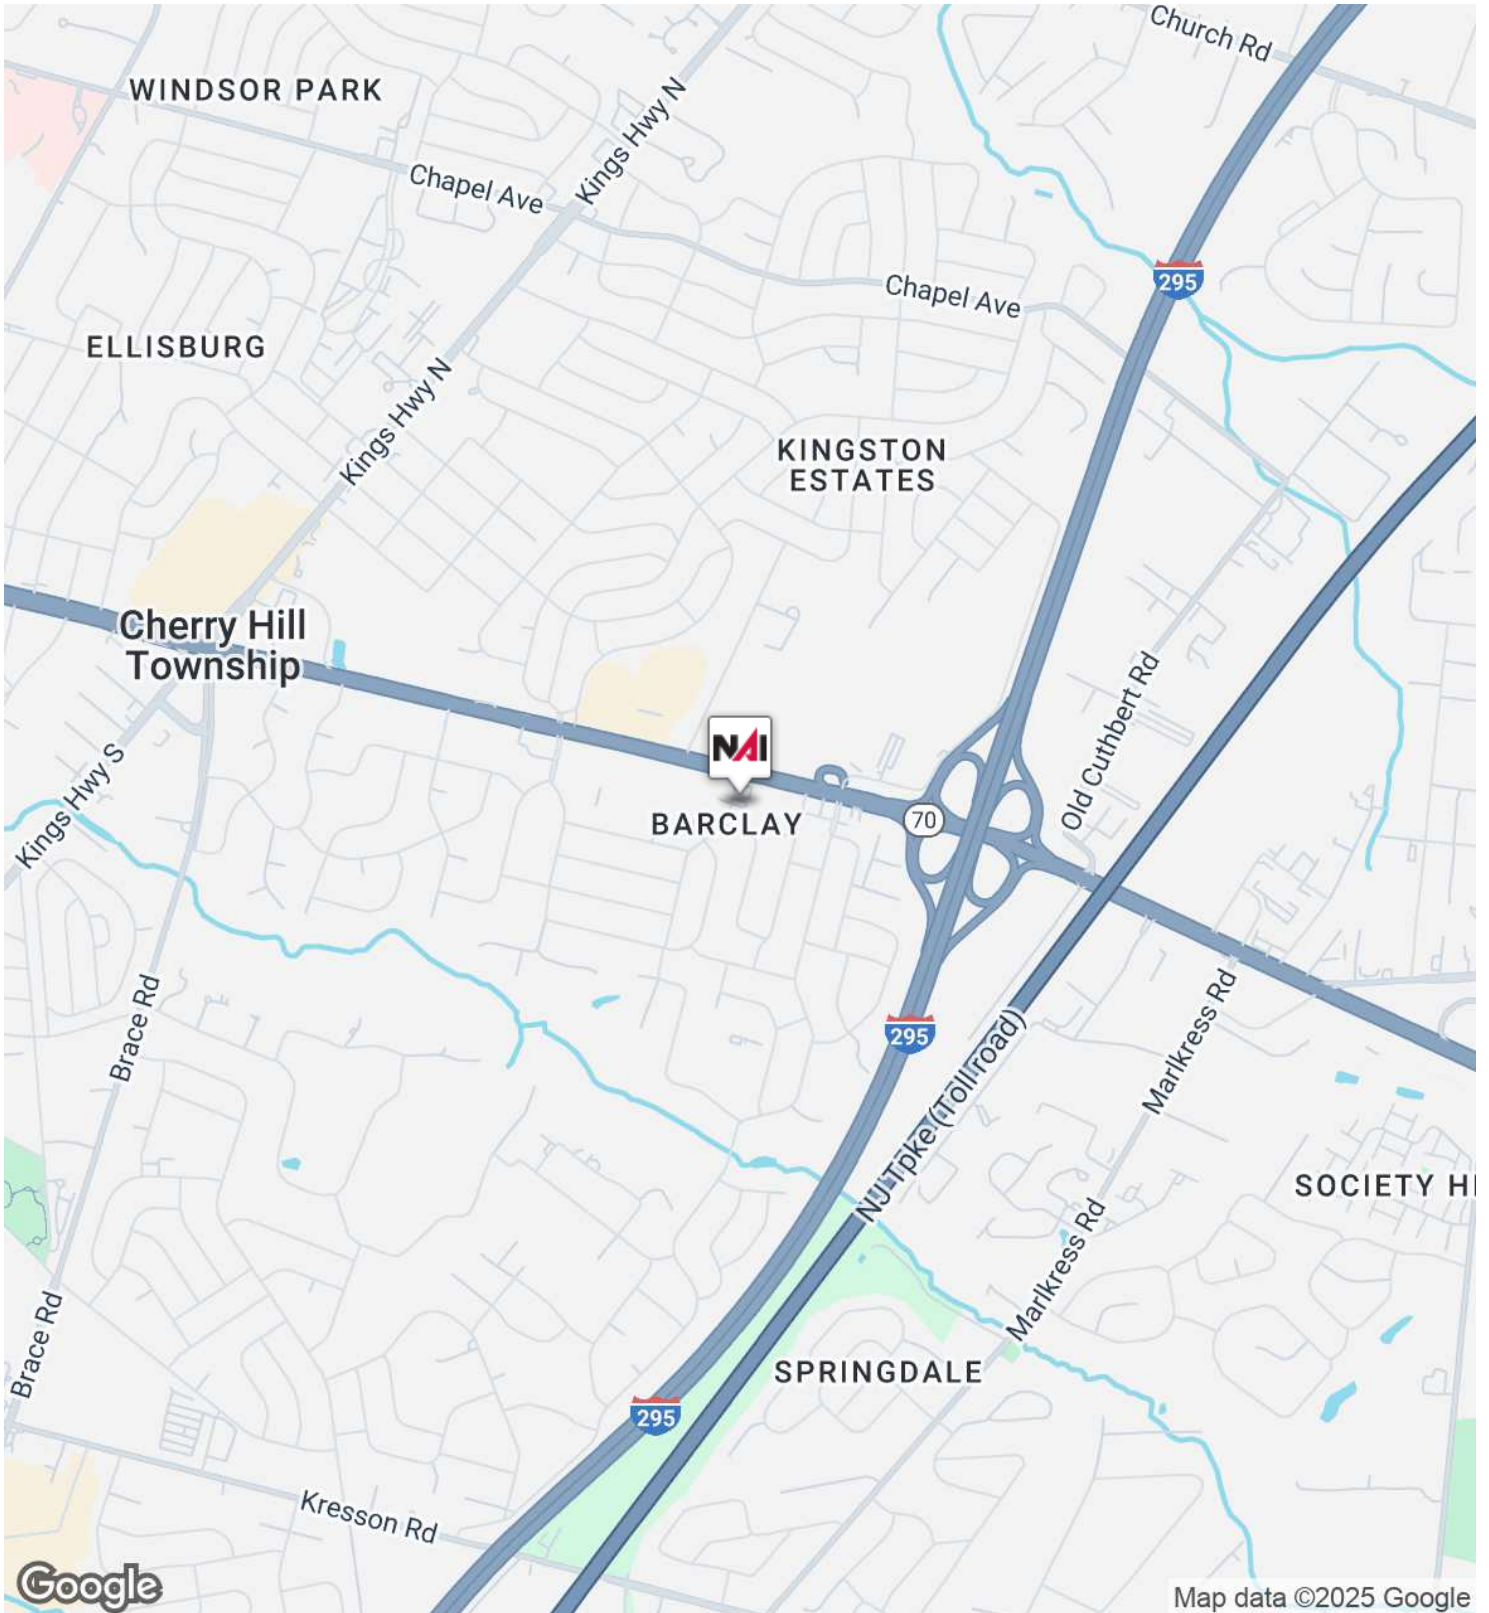 Church Rd
WINDSOR PARK
Kings Hwy N
Chapel Ave
295
Chapel Ave
ELLISBURG
Kings Hwy N
KINGSTON
ESTATES
Cherry Hill
Township
Old Cuthbert Rd
NAI
Kings Hwy S
BARCLAY
70
Brace Rd
295
Marlkress Rd
NJ Tpke (Toll road)
SOCIETY HI
Marlkress Rd
Brace Rd
SPRINGDALE
295
Kresson Rd
Google
Map data ©2025 Google